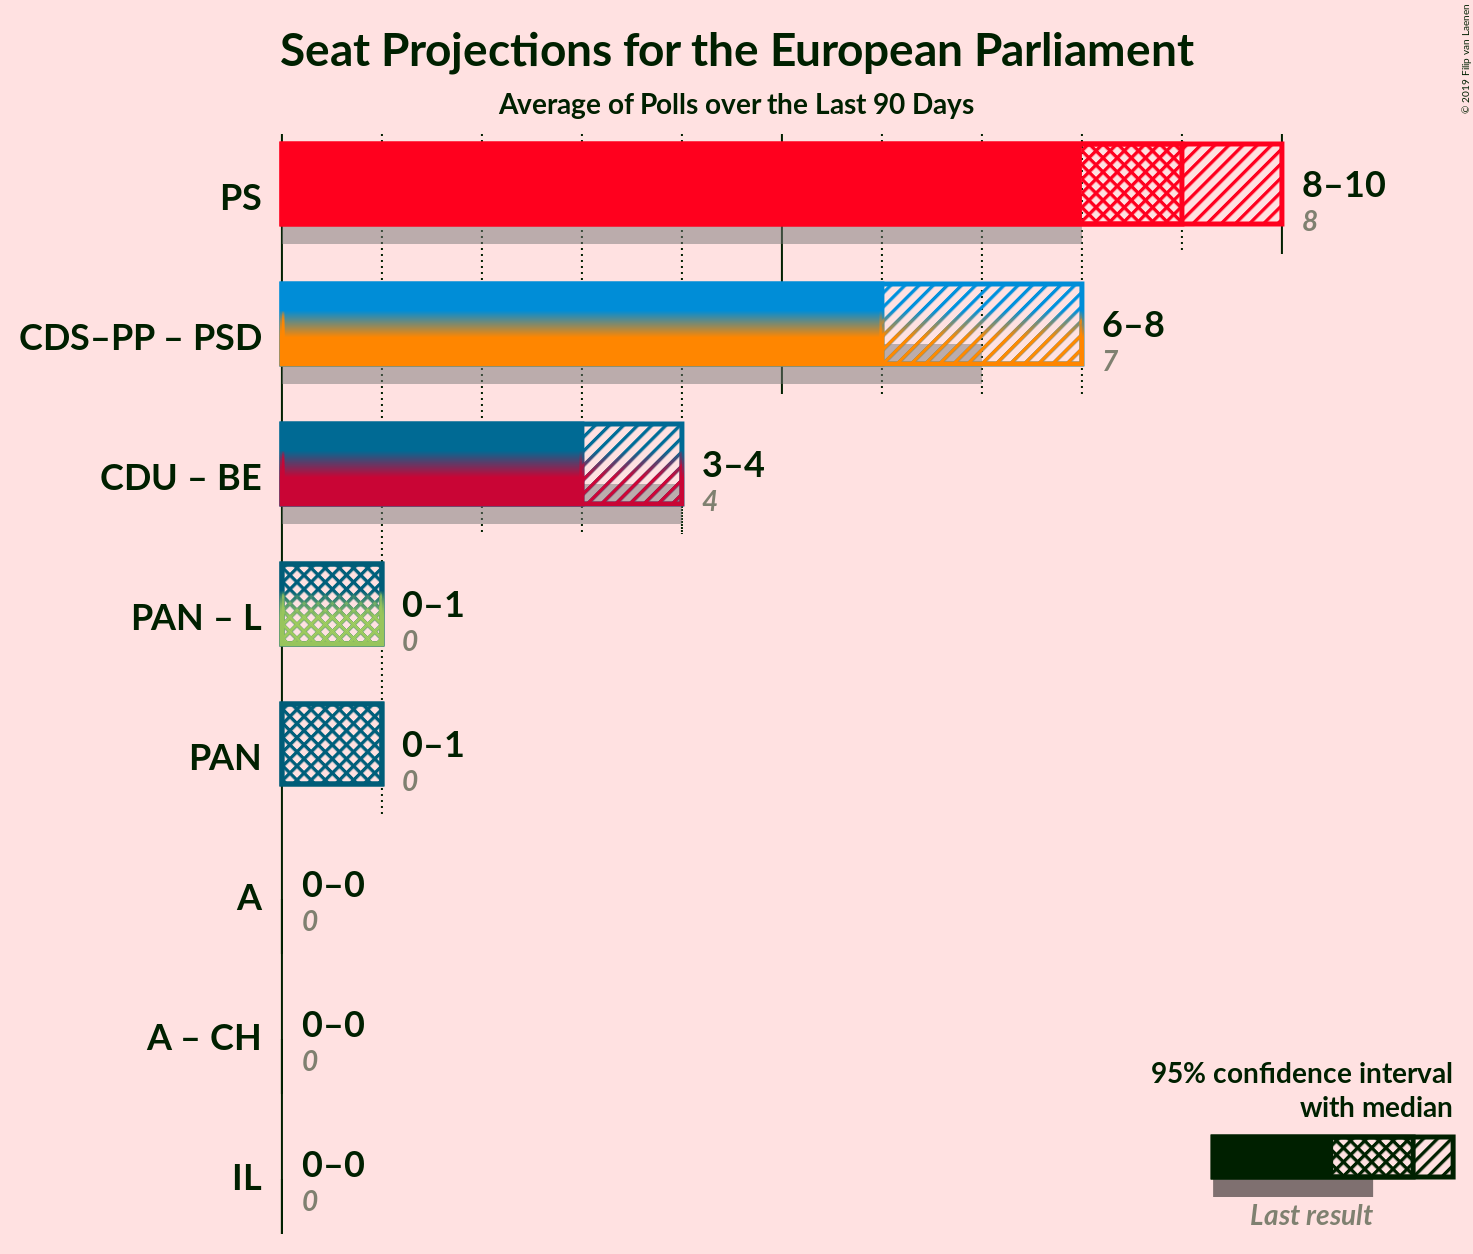 Seat Projections for the European Parliament
Average of Polls over the Last 90 Days
© 2019 Filip van Laenen
PS
8–10
8
CDS–PP – PSD
6–8
7
CDU – BE
3–4
4
PAN – L
0–1
0
PAN
0–1
0
A
0–0
0
A – CH
0–0
0
IL
0–0
0
95% confidence interval
with median
Last result